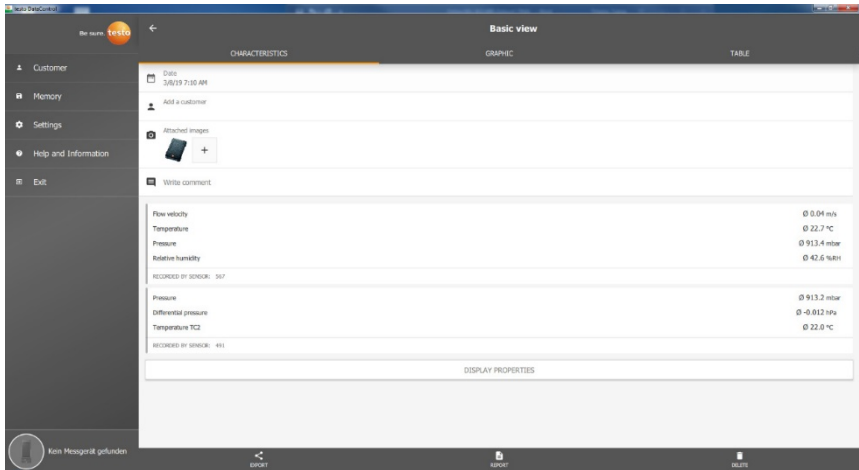 testo DataControl
Be sure. testo
Customer
Memory
Settings
Help and Information
Exit
Kein Messgerät gefunden
←
Basic view
CHARACTERISTICS
GRAPHIC
TABLE
Date
3/8/19 7:10 AM
Add a customer
Attached images
+
Write comment
Flow velocity Ø 0.04 m/s
Temperature Ø 22.7 °C
Pressure Ø 913.4 mbar
Relative humidity Ø 42.6 %RH
RECORDED BY SENSOR: 567
Pressure Ø 913.2 mbar
Differential pressure Ø -0.012 hPa
Temperature TC2 Ø 22.0 °C
RECORDED BY SENSOR: 491
DISPLAY PROPERTIES
EXPORT
REPORT
DELETE